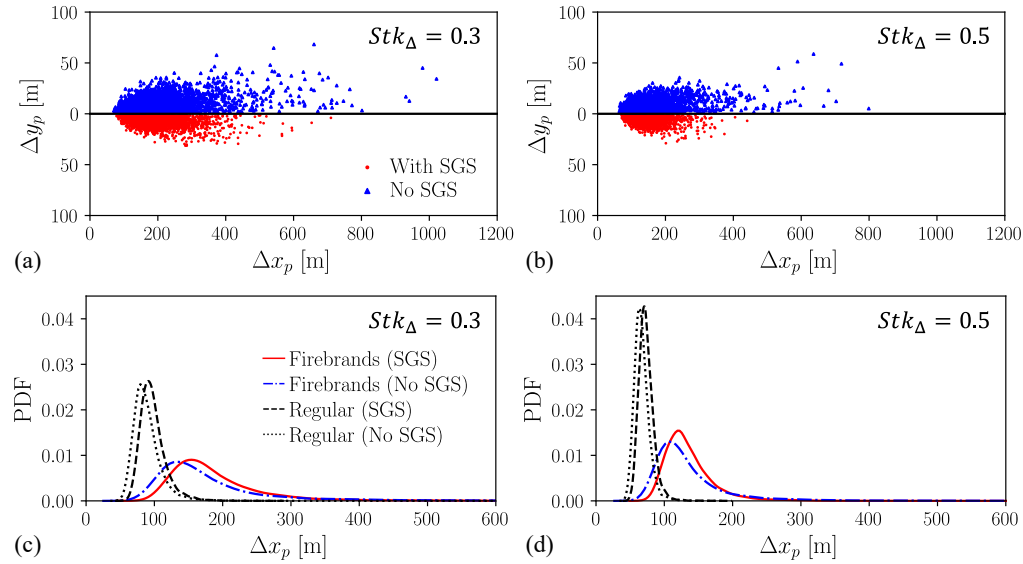 100
50
0
50
100
Δy_p [m]
Stk_Δ = 0.3
With SGS
No SGS
0 200 400 600 800 1000 1200
Δx_p [m]
(a)
100
50
0
50
100
Δy_p [m]
Stk_Δ = 0.5
0 200 400 600 800 1000 1200
Δx_p [m]
(b)
0.04
0.03
0.02
0.01
0.00
PDF
Stk_Δ = 0.3
Firebrands (SGS)
Firebrands (No SGS)
Regular (SGS)
Regular (No SGS)
0 100 200 300 400 500 600
Δx_p [m]
(c)
0.04
0.03
0.02
0.01
0.00
PDF
Stk_Δ = 0.5
0 100 200 300 400 500 600
Δx_p [m]
(d)